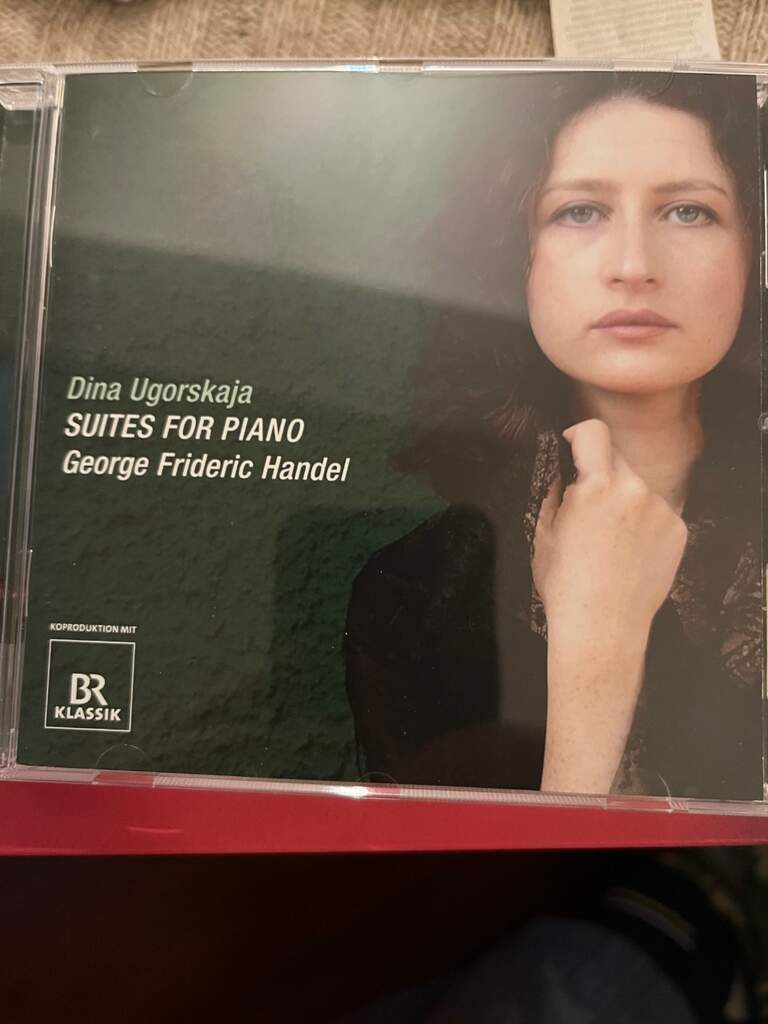 Dina Ugorskaja
SUITES FOR PIANO
George Frideric Handel
KOPRODUKTION MIT
BR
KLASSIK